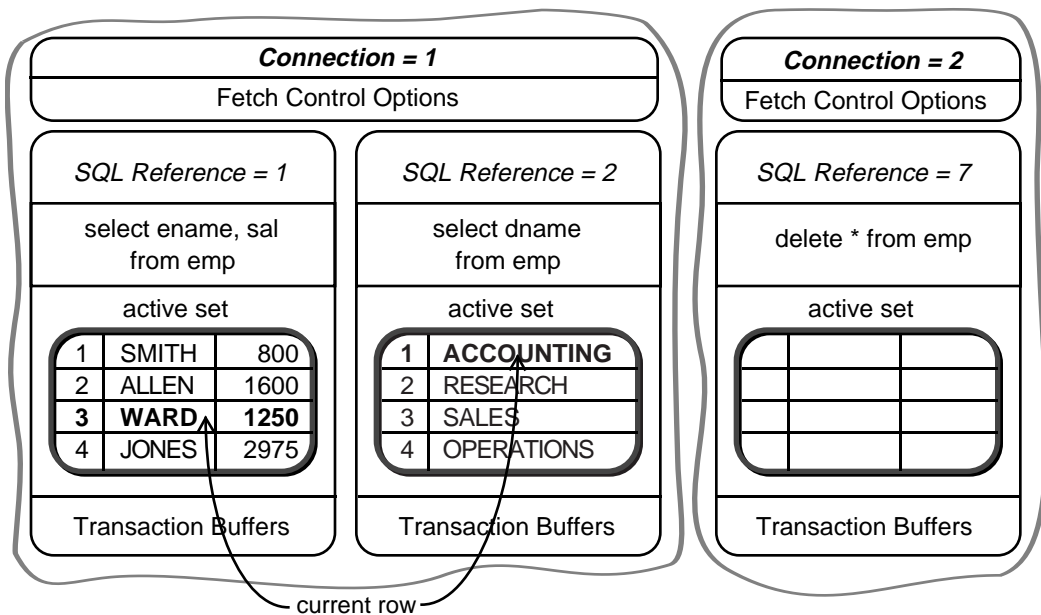 Connection = 1
Fetch Control Options
SQL Reference = 1
select ename, sal
from emp
active set
1 SMITH 800
2 ALLEN 1600
3 WARD 1250
4 JONES 2975
Transaction Buffers
SQL Reference = 2
select dname
from emp
active set
1 ACCOUNTING
2 RESEARCH
3 SALES
4 OPERATIONS
Transaction Buffers
current row
Connection = 2
Fetch Control Options
SQL Reference = 7
delete * from emp
active set
Transaction Buffers